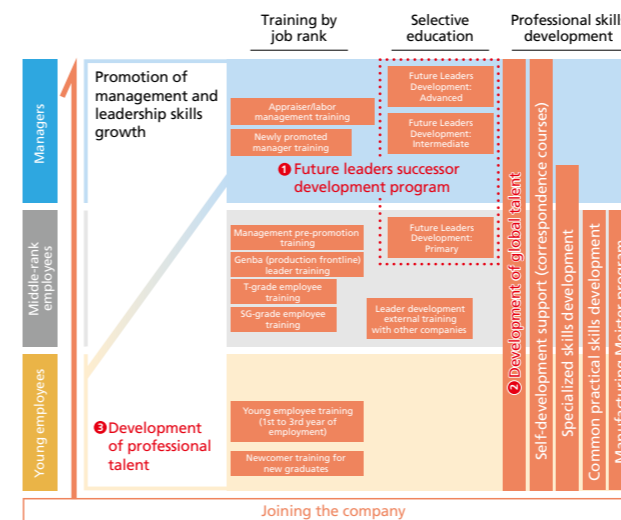 Training by
job rank
Selective
education
Professional skill
development
Managers
Promotion of
management and
leadership skills
growth
Appraiser/labor
management training
Newly promoted
manager training
Future Leaders
Development:
Advanced
Future Leaders
Development:
Intermediate
❶ Future leaders successor
development program
Middle-rank
employees
Management pre-promotion
training
Genba (production frontline)
leader training
T-grade employee
training
SG-grade employee
training
Future Leaders
Development:
Primary
Leader development
external training
with other companies
Young employees
❸ Development
of professional
talent
Young employee training
(1st to 3rd year of
employment)
Newcomer training for
new graduates
❷ Development of global talent
Self-development support (correspondence courses)
Specialized skills development
Common practical skills development
Manufacturing Meister program
Joining the company